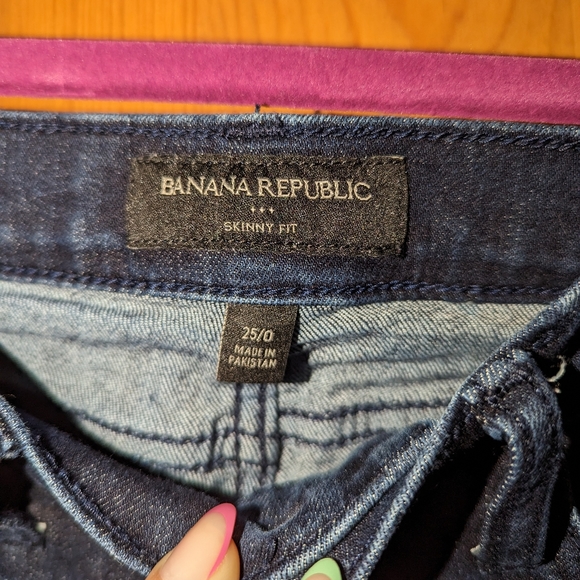 BANANA REPUBLIC
SKINNY FIT
25/0
MADE IN
PAKISTAN